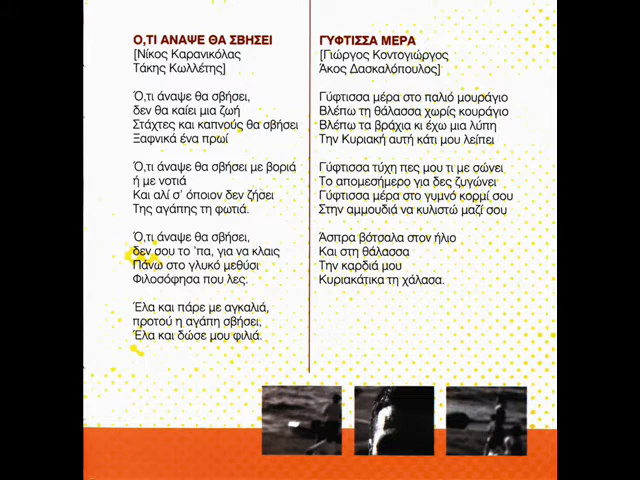 Ο,ΤΙ ΑΝΑΨΕ ΘΑ ΣΒΗΣΕΙ
[Νίκος Καρανικόλας
Τάκης Κωλλέτης]
Ό,τι άναψε θα σβήσει,
δεν θα καίει μια ζωή
Στάχτες και καπνούς θα σβήσει
Ξαφνικά ένα πρωί
Ό,τι άναψε θα σβήσει με βοριά
ή με νοτιά
Και αλί σ' όποιον δεν ζήσει
Της αγάπης τη φωτιά.
Ό,τι άναψε θα σβήσει,
δεν σου το 'πα, για να κλαις
Πάνω στο γλυκό μεθύσι
Φιλοσόφησα που λες.
Έλα και πάρε με αγκαλιά,
προτού η αγάπη σβήσει,
Έλα και δώσε μου φιλιά.
ΓΥΦΤΙΣΣΑ ΜΕΡΑ
[Γιώργος Κοντογιώργος
Άκος Δασκαλόπουλος]
Γύφτισσα μέρα στο παλιό μουράγιο
Βλέπω τη θάλασσα χωρίς κουράγιο
Βλέπω τα βράχια κι έχω μια λύπη
Την Κυριακή αυτή κάτι μου λείπει
Γύφτισσα τύχη πες μου τι με σώνει
Το απομεσήμερο για δες ζυγώνει
Γύφτισσα μέρα στο γυμνό κορμί σου
Στην αμμουδιά να κυλιστώ μαζί σου
Άσπρα βότσαλα στον ήλιο
Και στη θάλασσα
Την καρδιά μου
Κυριακάτικα τη χάλασα.